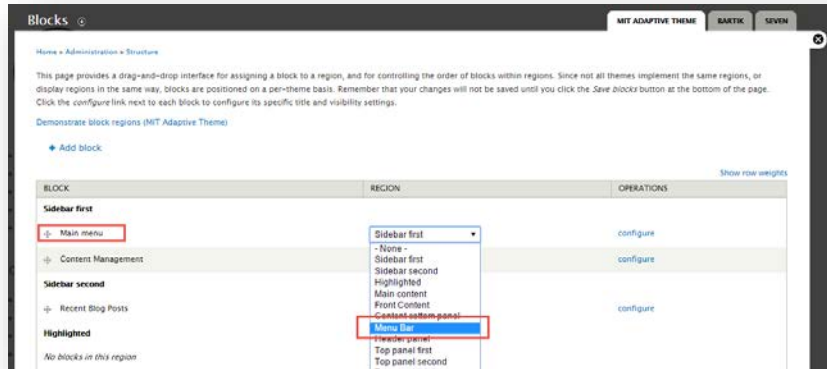 Blocks
MIT ADAPTIVE THEME BARTIK SEVEN
Home » Administration » Structure
This page provides a drag-and-drop interface for assigning a block to a region, and for controlling the order of blocks within regions. Since not all themes implement the same regions, or
display regions in the same way, blocks are positioned on a per-theme basis. Remember that your changes will not be saved until you click the Save blocks button at the bottom of the page.
Click the configure link next to each block to configure its specific title and visibility settings.
Demonstrate block regions (MIT Adaptive Theme)
+ Add block
Show row weights
BLOCK REGION OPERATIONS
Sidebar first
Main menu Sidebar first configure
- None -
Content Management Sidebar first configure
Sidebar second
Sidebar second
Highlighted
Main content
Recent Blog Posts Front Content configure
Content bottom panel
Highlighted Menu Bar
Header panel
No blocks in this region Top panel first
Top panel second